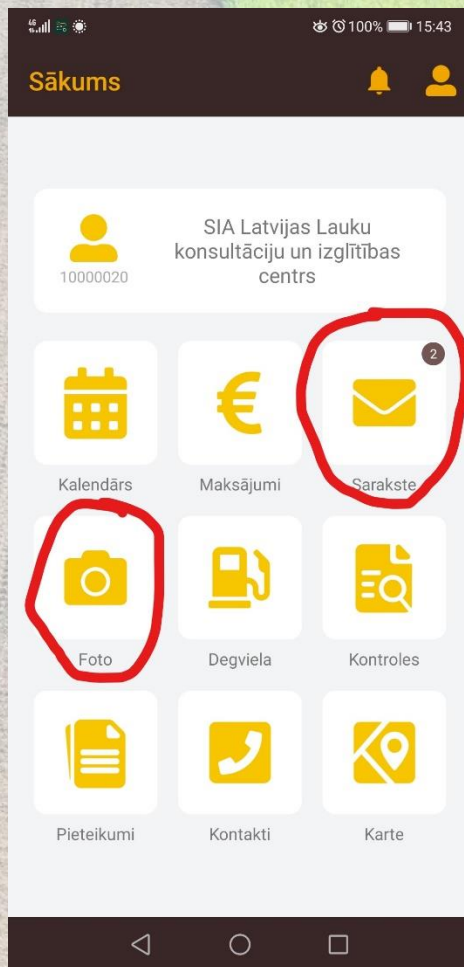 100% 15:43
Sākums
SIA Latvijas Lauku
konsultāciju un izglītības
centrs
10000020
2
Kalendārs Maksājumi Sarakste
Foto Degviela Kontroles
Pieteikumi Kontakti Karte